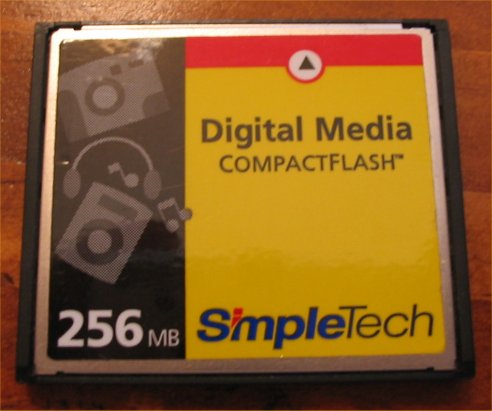 Digital Media
COMPACTFLASH™
256 MB
SimpleTech